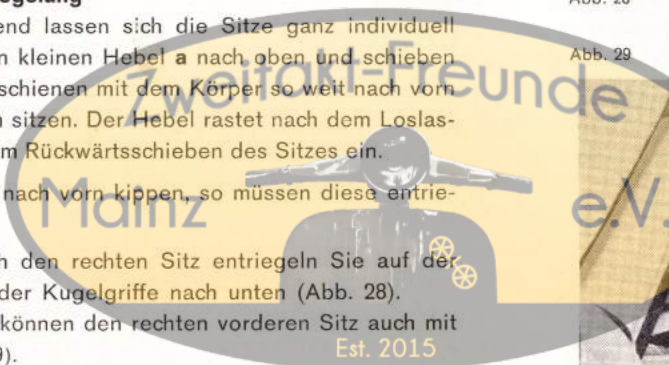 egelung
end lassen sich die Sitze ganz individuell
n kleinen Hebel a nach oben und schieben
schienen mit dem Körper so weit nach vorn
n sitzen. Der Hebel rastet nach dem Loslas-
m Rückwärtsschieben des Sitzes ein.
nach vorn kippen, so müssen diese entrie-
h den rechten Sitz entriegeln Sie auf der
der Kugelgriffe nach unten (Abb. 28).
können den rechten vorderen Sitz auch mit
9).
Abb. 28
Abb. 29
Zweitakt-Freunde
Mainz e.V.
Est. 2015